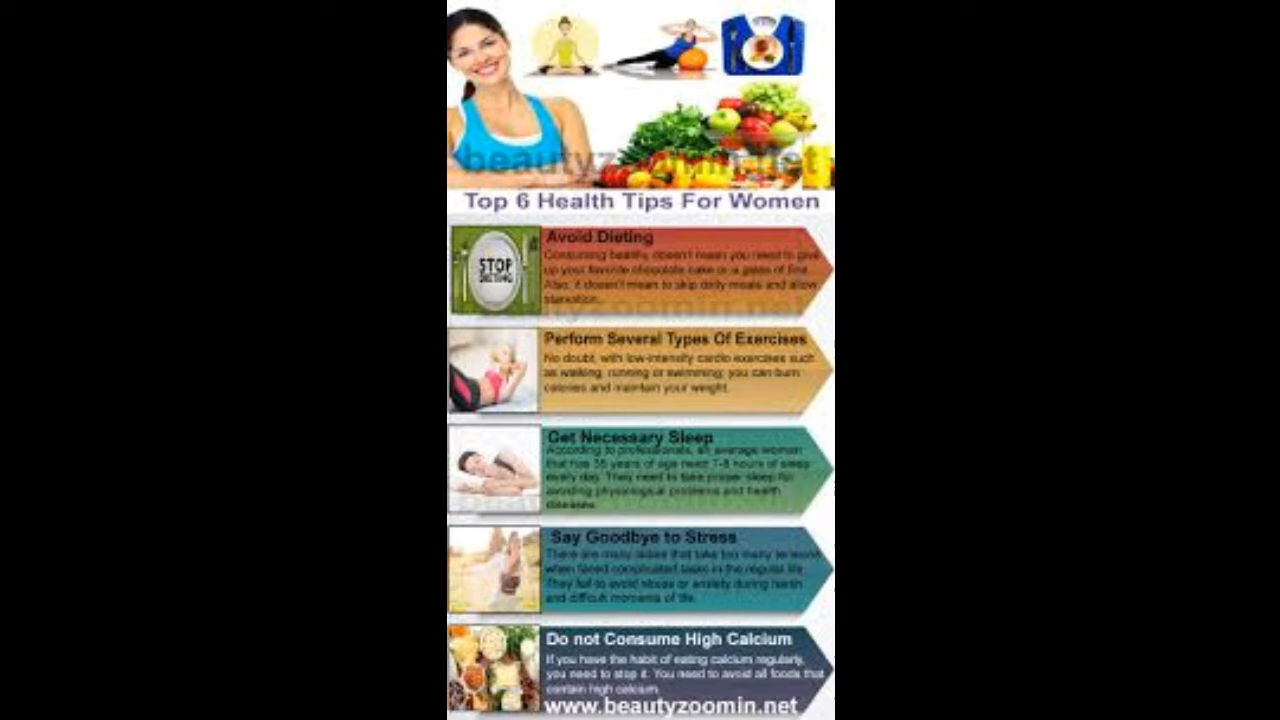 beautyzoomin.net
Top 6 Health Tips For Women
STOP
DIETING
Avoid Dieting
Consuming healthy doesn't mean you need to give
up your favorite chocolate cake or a glass of
Also, it doesn't mean to skip daily meals and allow
starvation.
Perform Several Types Of Exercises
No doubt, with low-intensity cardio exercises such
as walking, running or swimming; you can burn
calories and maintain your weight.
Get Necessary Sleep
According to professionals, an average woman
that has 35 years of age need 7-8 hours of sleep
every day. They need to take proper sleep for
avoiding physiological problems and health
diseases.
Say Goodbye to Stress
There are many ladies that take too many tensions
when faced complicated tasks in the regular life.
They fail to avoid stress or anxiety during harsh
and difficult moments of life.
Do not Consume High Calcium
If you have the habit of eating calcium regularly,
you need to stop it. You need to avoid all foods that
contain high calcium.
www.beautyzoomin.net